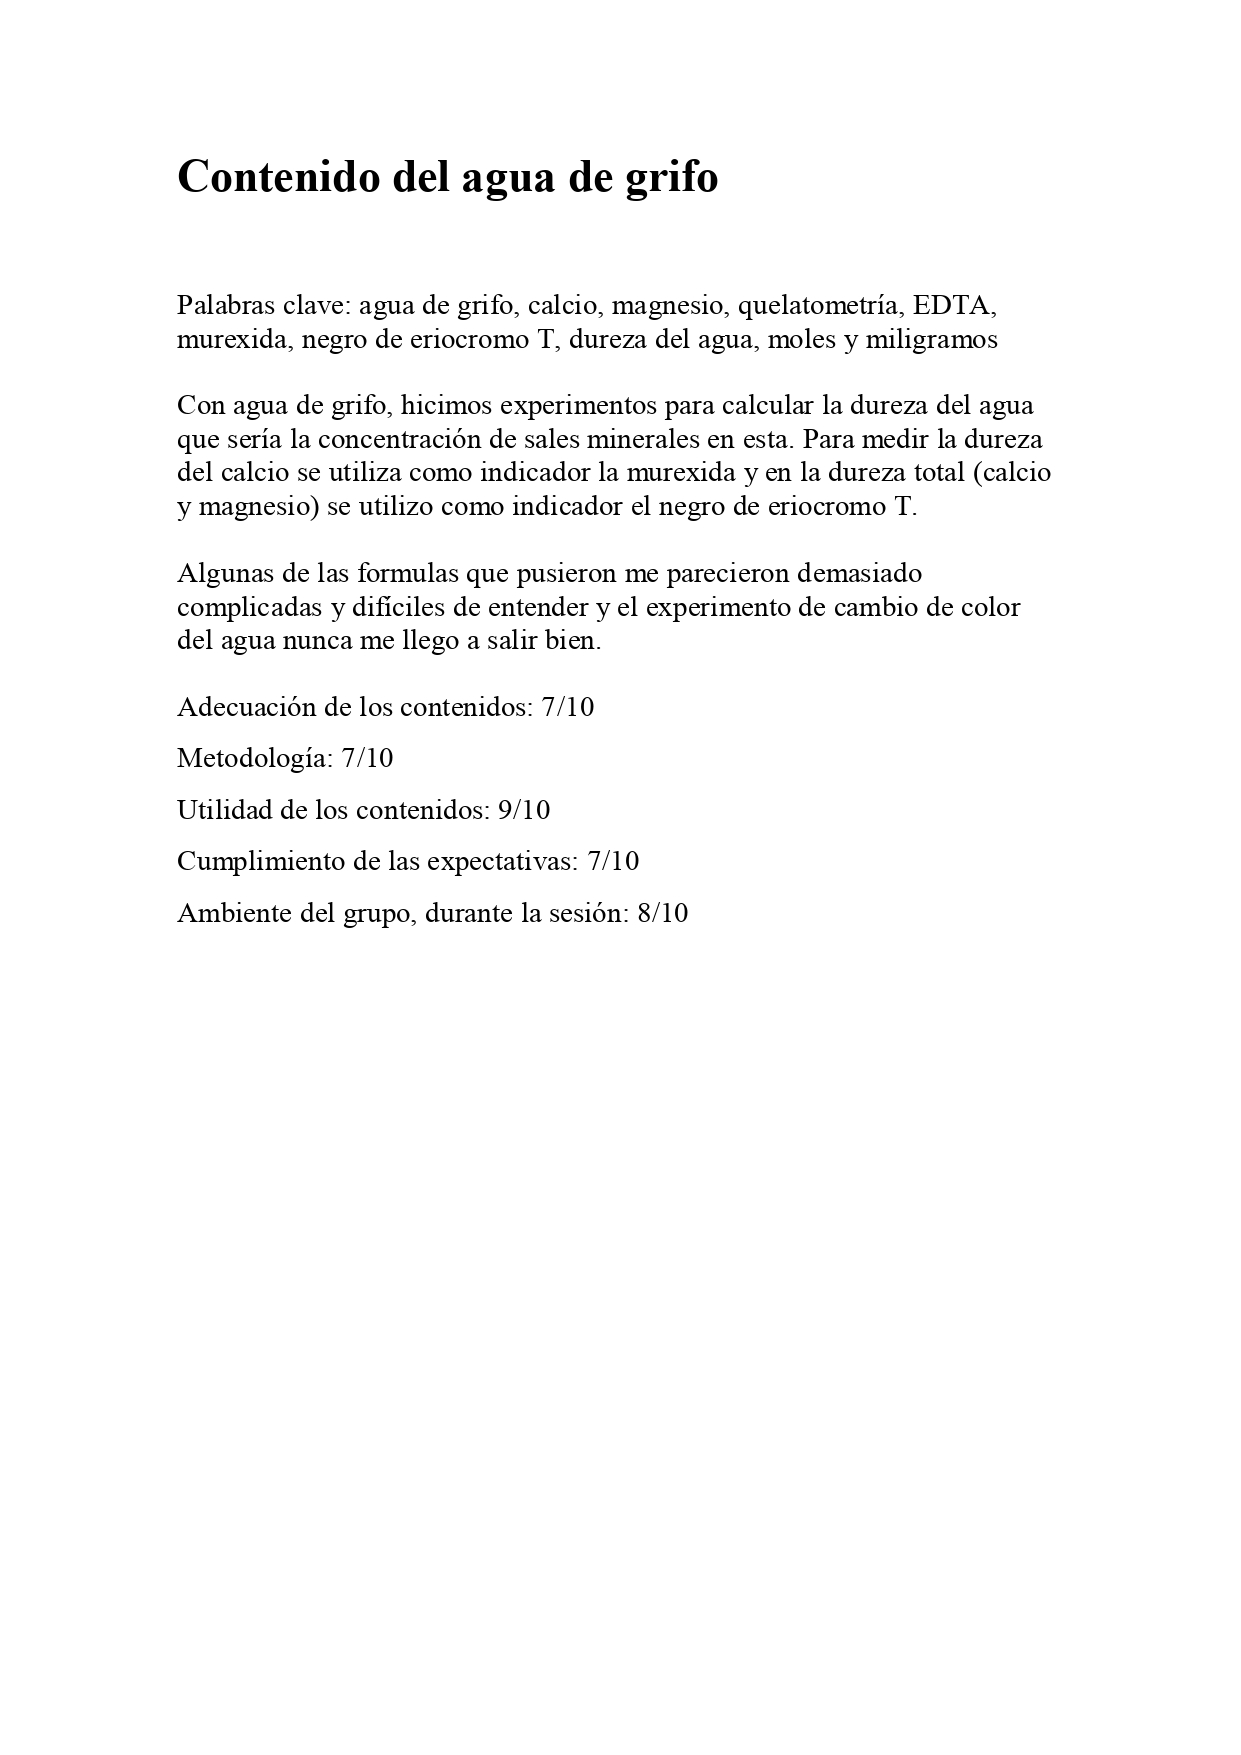 Contenido del agua de grifo
Palabras clave: agua de grifo, calcio, magnesio, quelatometría, EDTA,
murexida, negro de eriocromo T, dureza del agua, moles y miligramos
Con agua de grifo, hicimos experimentos para calcular la dureza del agua
que sería la concentración de sales minerales en esta. Para medir la dureza
del calcio se utiliza como indicador la murexida y en la dureza total (calcio
y magnesio) se utilizo como indicador el negro de eriocromo T.
Algunas de las formulas que pusieron me parecieron demasiado
complicadas y difíciles de entender y el experimento de cambio de color
del agua nunca me llego a salir bien.
Adecuación de los contenidos: 7/10
Metodología: 7/10
Utilidad de los contenidos: 9/10
Cumplimiento de las expectativas: 7/10
Ambiente del grupo, durante la sesión: 8/10